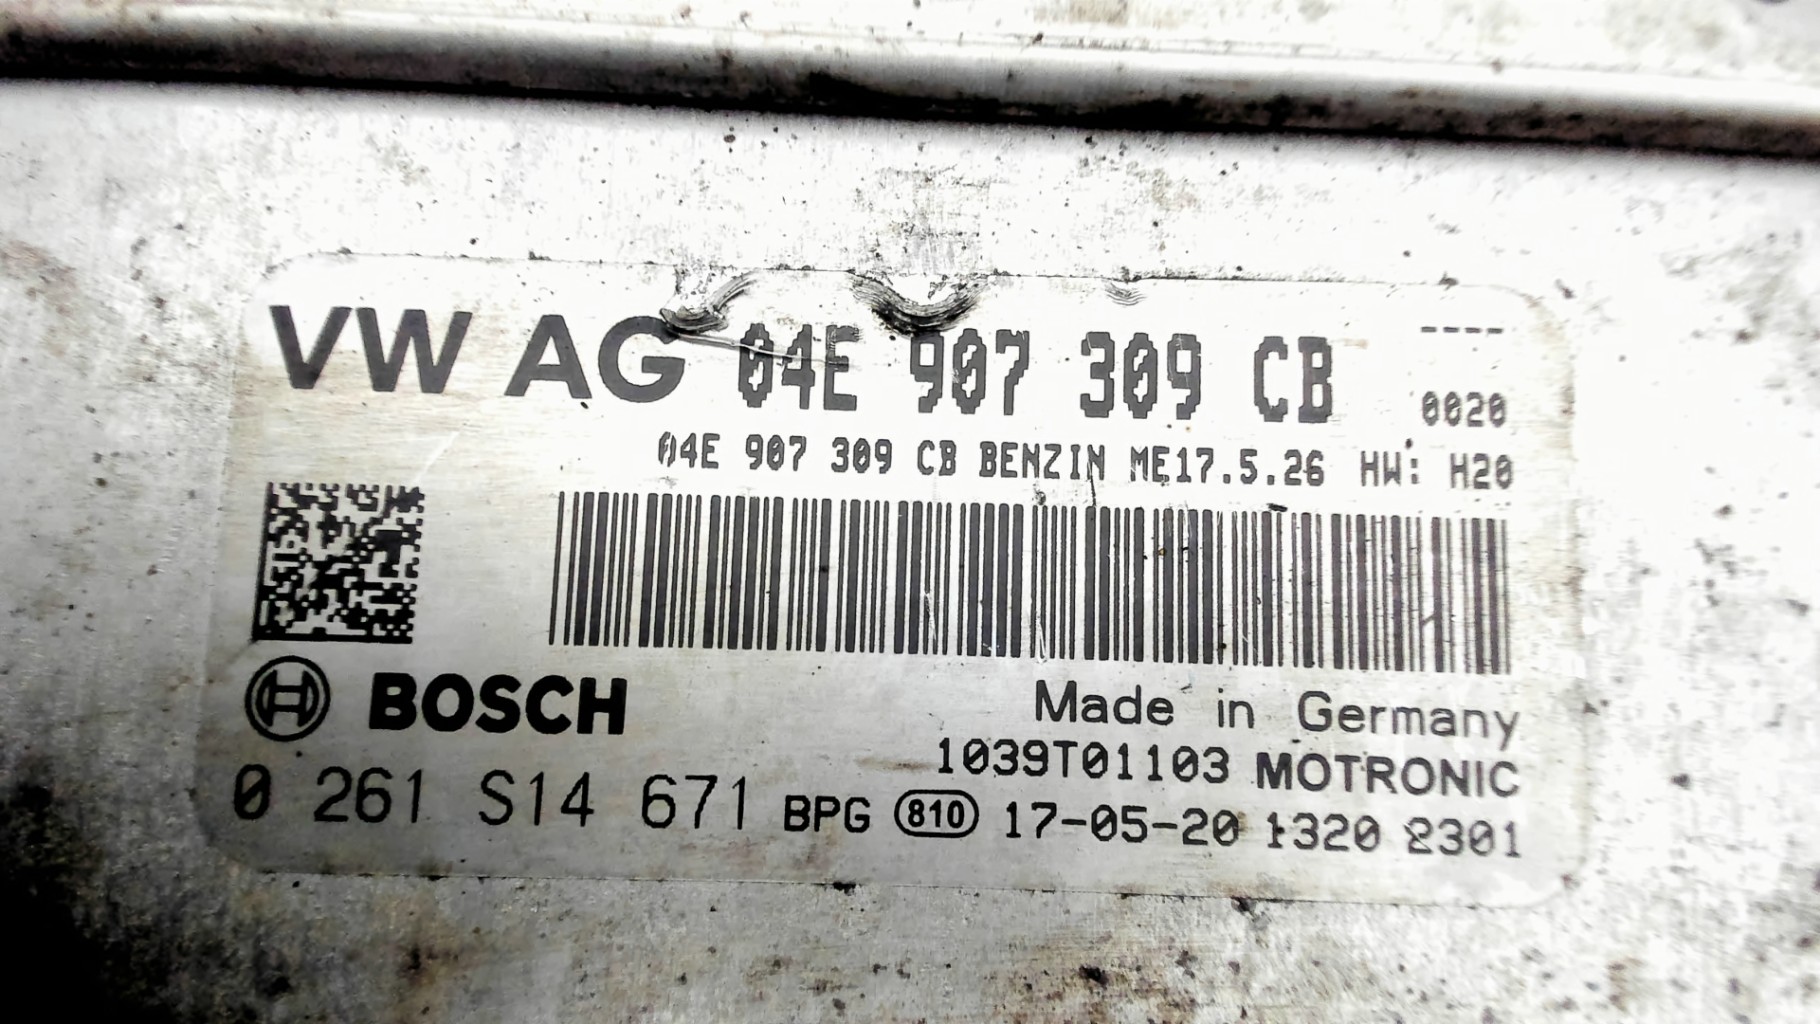 VW AG 04E 907 309 CB ----
0020
04E 907 309 CB BENZIN ME17.5.26 HW: H20
BOSCH
Made in Germany
1039T01103 MOTRONIC
0 261 S14 671 BPG 810 17-05-20 1320 2301